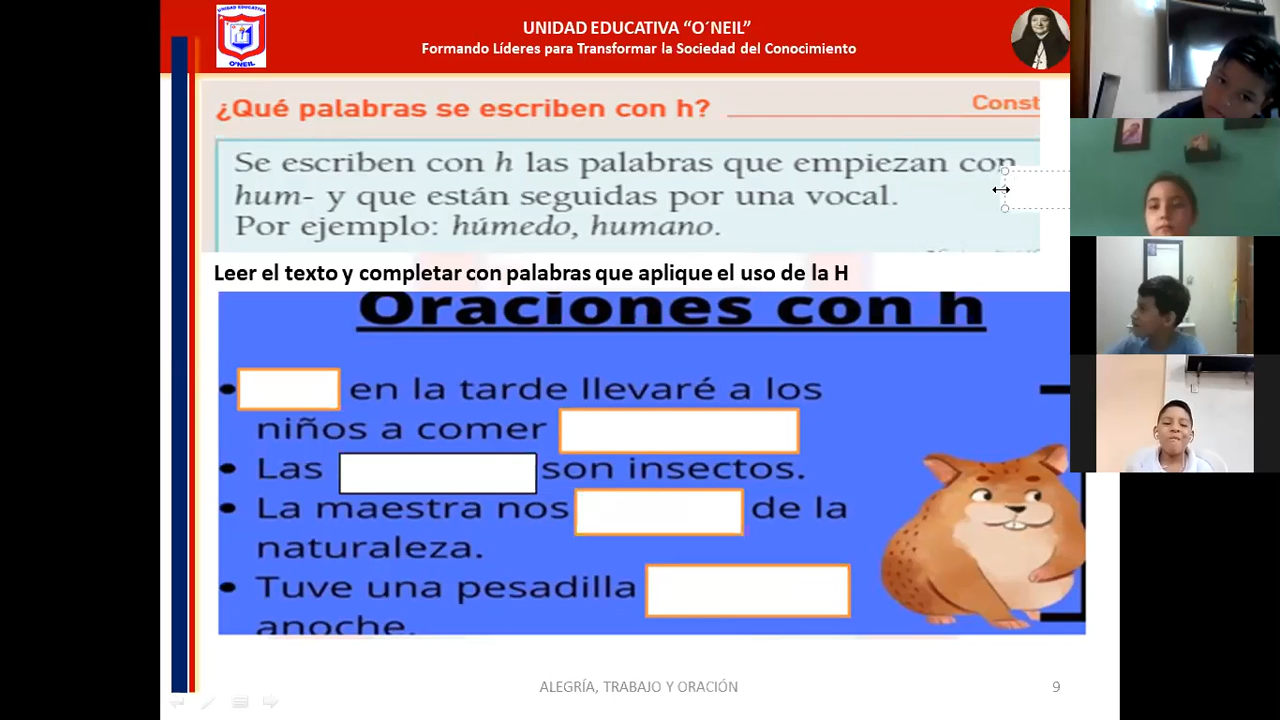 UNIDAD EDUCATIVA
O´NEIL
UNIDAD EDUCATIVA “O´NEIL”
Formando Líderes para Transformar la Sociedad del Conocimiento
¿Qué palabras se escriben con h?
Const
Se escriben con h las palabras que empiezan con
hum- y que están seguidas por una vocal.
Por ejemplo: húmedo, humano.
Leer el texto y completar con palabras que aplique el uso de la H
Oraciones con h
• en la tarde llevaré a los
niños a comer
• Las son insectos.
• La maestra nos de la
naturaleza.
• Tuve una pesadilla
anoche.
ALEGRÍA, TRABAJO Y ORACIÓN
9